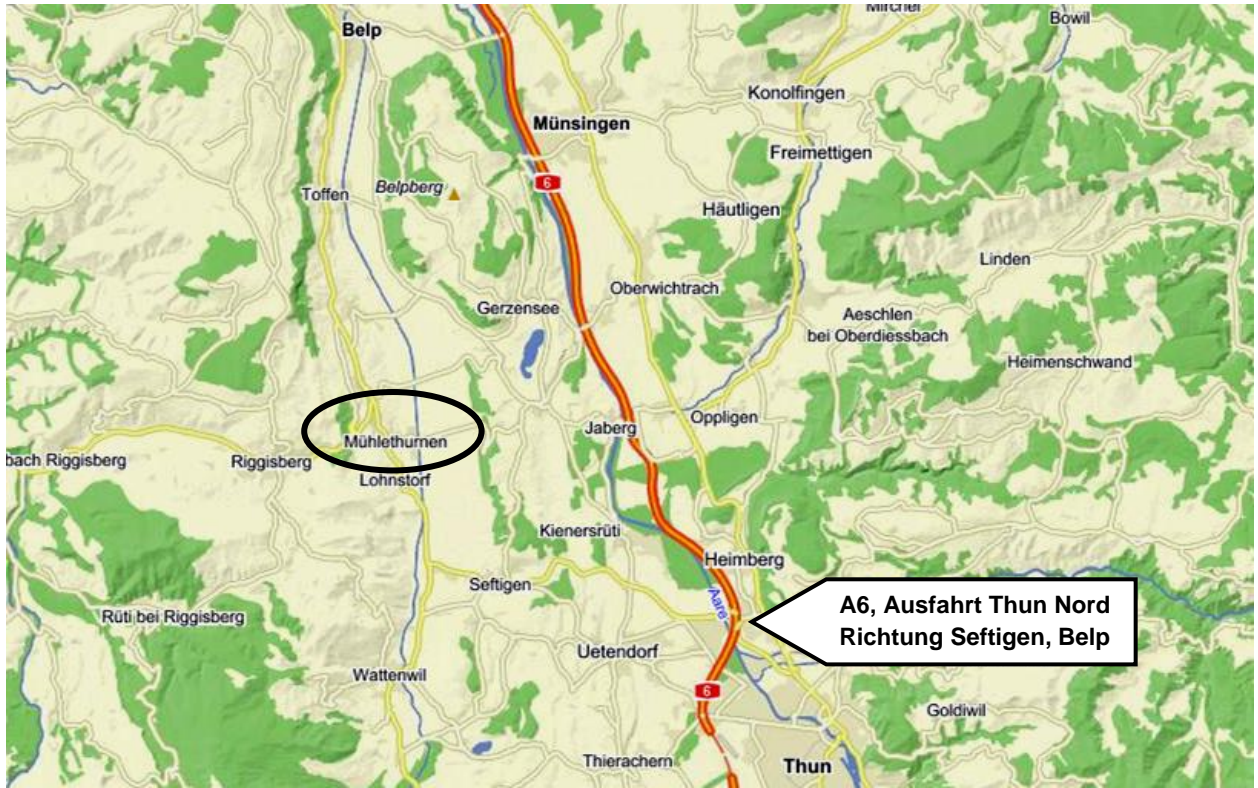 Mirchel
Bowil
Belp
Konolfingen
Münsingen
Freimettigen
6
Belpberg
Toffen
Häutligen
Linden
Oberwichtrach
Gerzensee
Aeschlen
bei Oberdiessbach
Heimenschwand
Jaberg
Oppligen
Mühlethurnen
bach Riggisberg
Riggisberg
Lohnstorf
Kienersrüti
Heimberg
Seftigen
Aare
A6, Ausfahrt Thun Nord
Richtung Seftigen, Belp
Rüti bei Riggisberg
Uetendorf
Wattenwil
6
Goldiwil
Thierachern
Thun